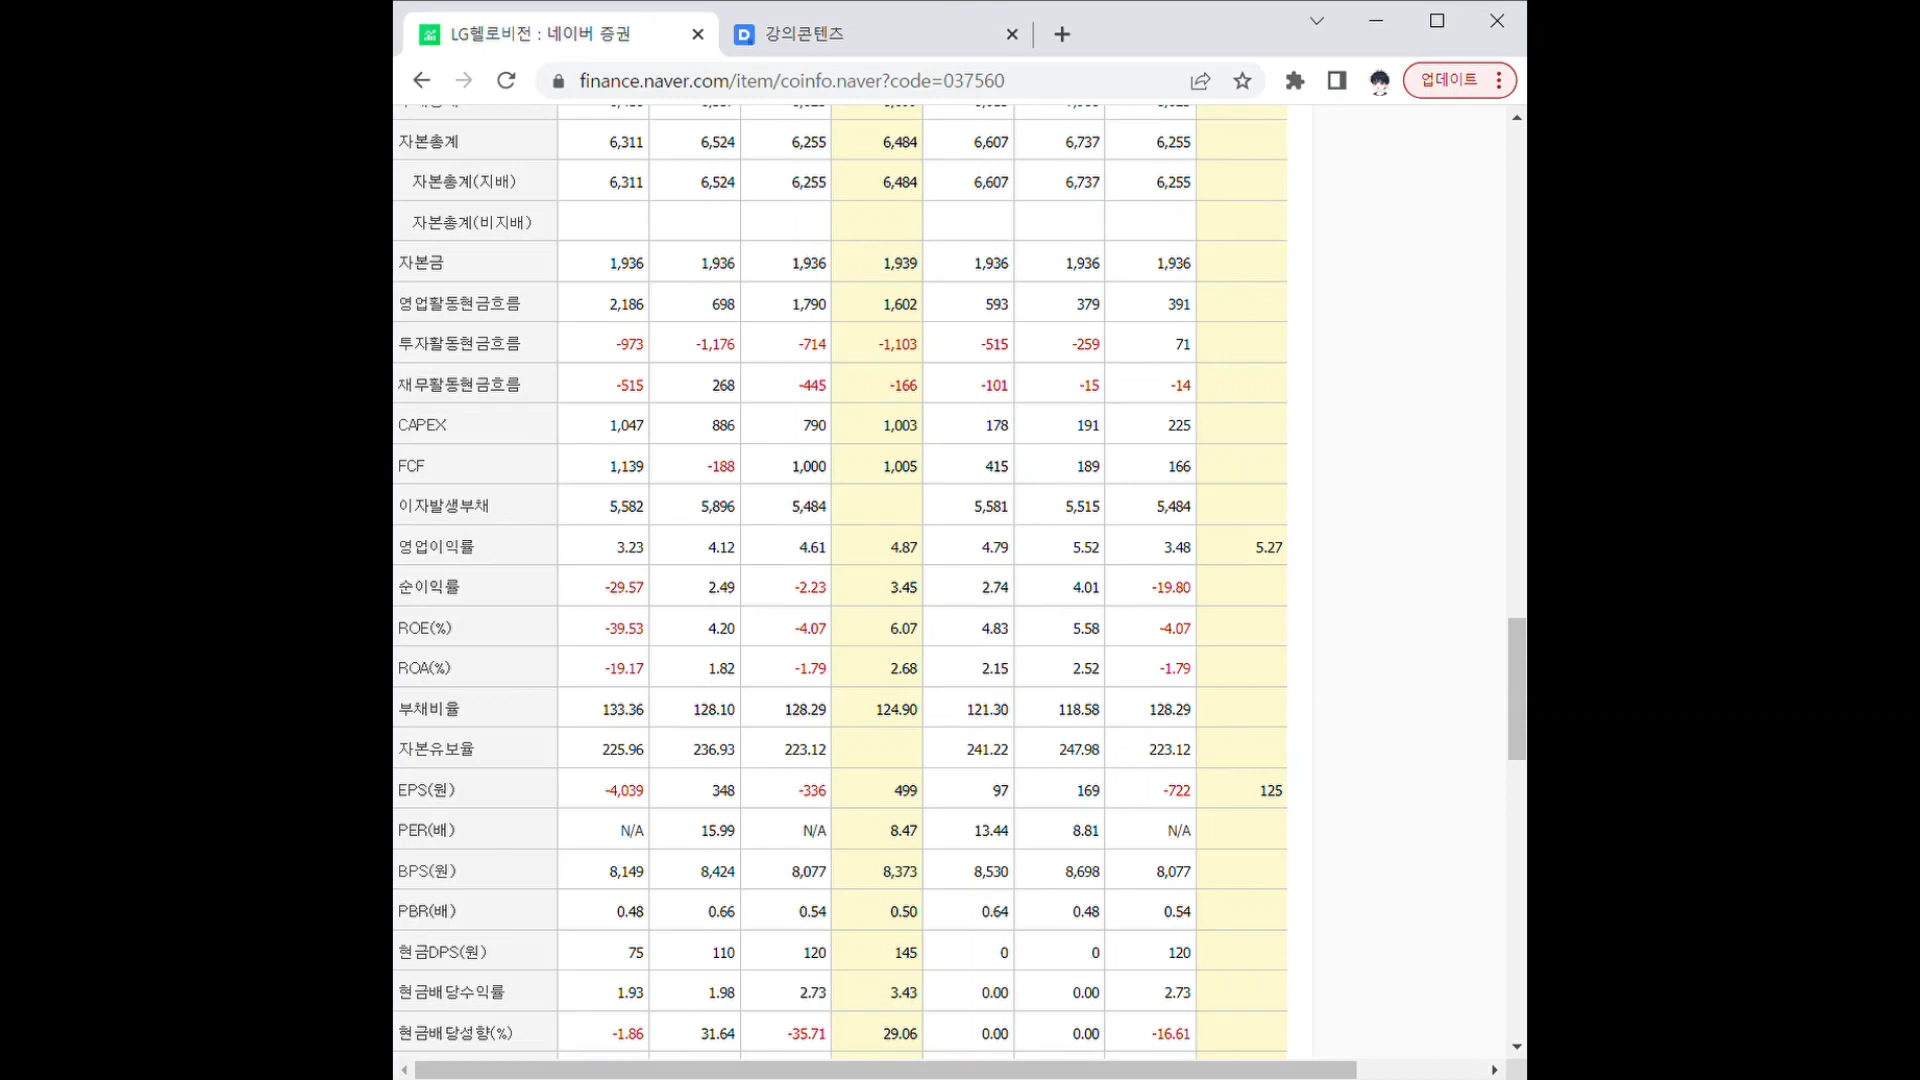 LG헬로비전 : 네이버 증권
강의콘텐츠
finance.naver.com/item/coinfo.naver?code=037560
업데이트
자본총계 6,311 6,524 6,255 6,484 6,607 6,737 6,255
자본총계(지배) 6,311 6,524 6,255 6,484 6,607 6,737 6,255
자본총계(비지배)
자본금 1,936 1,936 1,936 1,939 1,936 1,936 1,936
영업활동현금흐름 2,186 698 1,790 1,602 593 379 391
투자활동현금흐름 -973 -1,176 -714 -1,103 -515 -259 71
재무활동현금흐름 -515 268 -445 -166 -101 -15 -14
CAPEX 1,047 886 790 1,003 178 191 225
FCF 1,139 -188 1,000 1,005 415 189 166
이자발생부채 5,582 5,896 5,484 5,581 5,515 5,484
영업이익률 3.23 4.12 4.61 4.87 4.79 5.52 3.48 5.27
순이익률 -29.57 2.49 -2.23 3.45 2.74 4.01 -19.80
ROE(%) -39.53 4.20 -4.07 6.07 4.83 5.58 -4.07
ROA(%) -19.17 1.82 -1.79 2.68 2.15 2.52 -1.79
부채비율 133.36 128.10 128.29 124.90 121.30 118.58 128.29
자본유보율 225.96 236.93 223.12 241.22 247.98 223.12
EPS(원) -4,039 348 -336 499 97 169 -722 125
PER(배) N/A 15.99 N/A 8.47 13.44 8.81 N/A
BPS(원) 8,149 8,424 8,077 8,373 8,530 8,698 8,077
PBR(배) 0.48 0.66 0.54 0.50 0.64 0.48 0.54
현금DPS(원) 75 110 120 145 0 0 120
현금배당수익률 1.93 1.98 2.73 3.43 0.00 0.00 2.73
현금배당성향(%) -1.86 31.64 -35.71 29.06 0.00 0.00 -16.61